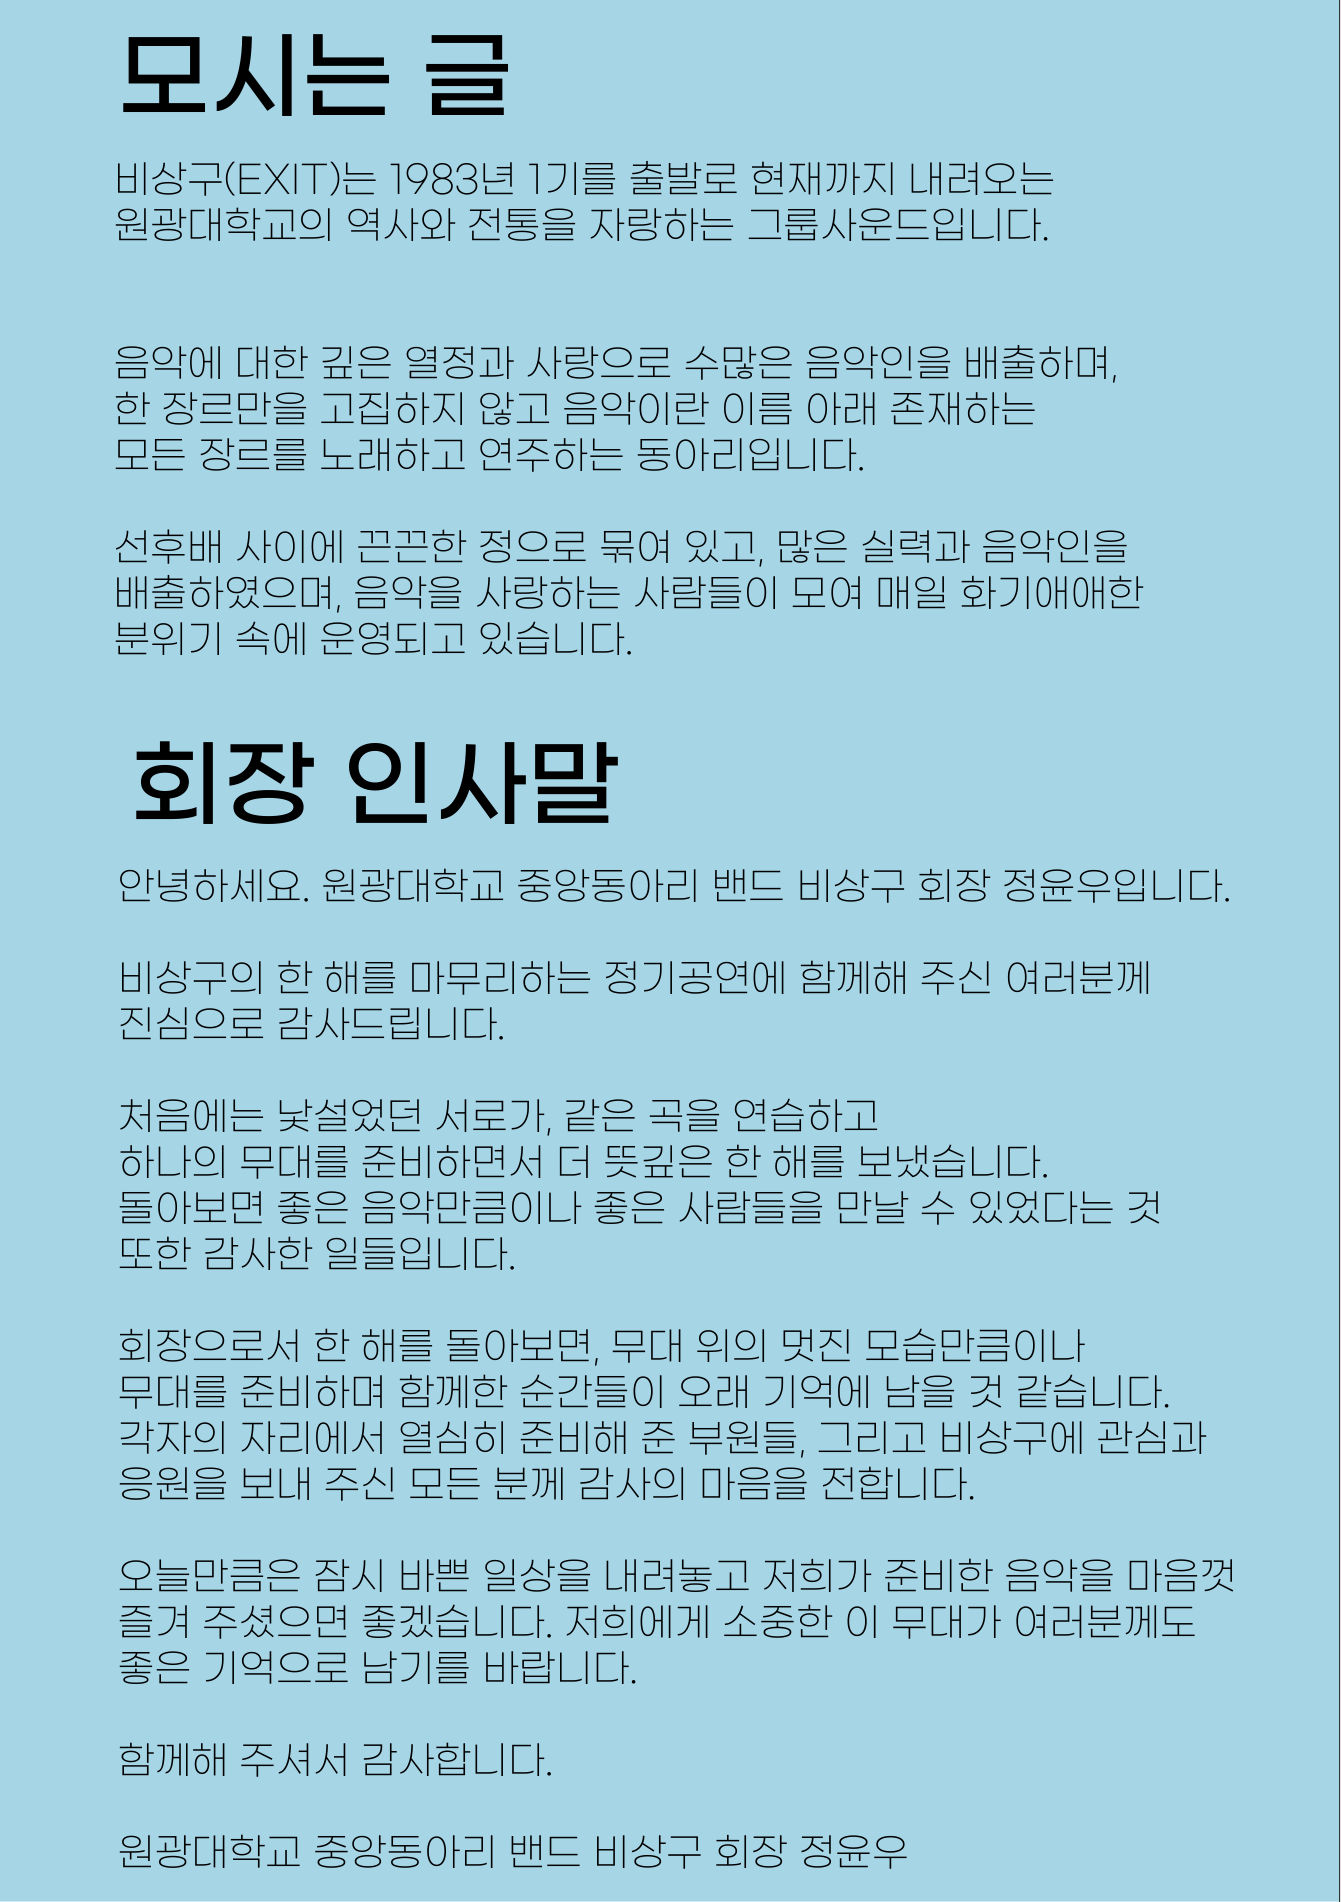 모시는 글
비상구(EXIT)는 1983년 1기를 출발로 현재까지 내려오는
원광대학교의 역사와 전통을 자랑하는 그룹사운드입니다.
음악에 대한 깊은 열정과 사랑으로 수많은 음악인을 배출하며,
한 장르만을 고집하지 않고 음악이란 이름 아래 존재하는
모든 장르를 노래하고 연주하는 동아리입니다.
선후배 사이에 끈끈한 정으로 묶여 있고, 많은 실력과 음악인을
배출하였으며, 음악을 사랑하는 사람들이 모여 매일 화기애애한
분위기 속에 운영되고 있습니다.
회장 인사말
안녕하세요. 원광대학교 중앙동아리 밴드 비상구 회장 정윤우입니다.
비상구의 한 해를 마무리하는 정기공연에 함께해 주신 여러분께
진심으로 감사드립니다.
처음에는 낯설었던 서로가, 같은 곡을 연습하고
하나의 무대를 준비하면서 더 뜻깊은 한 해를 보냈습니다.
돌아보면 좋은 음악만큼이나 좋은 사람들을 만날 수 있었다는 것
또한 감사한 일들입니다.
회장으로서 한 해를 돌아보면, 무대 위의 멋진 모습만큼이나
무대를 준비하며 함께한 순간들이 오래 기억에 남을 것 같습니다.
각자의 자리에서 열심히 준비해 준 부원들, 그리고 비상구에 관심과
응원을 보내 주신 모든 분께 감사의 마음을 전합니다.
오늘만큼은 잠시 바쁜 일상을 내려놓고 저희가 준비한 음악을 마음껏
즐겨 주셨으면 좋겠습니다. 저희에게 소중한 이 무대가 여러분께도
좋은 기억으로 남기를 바랍니다.
함께해 주셔서 감사합니다.
원광대학교 중앙동아리 밴드 비상구 회장 정윤우